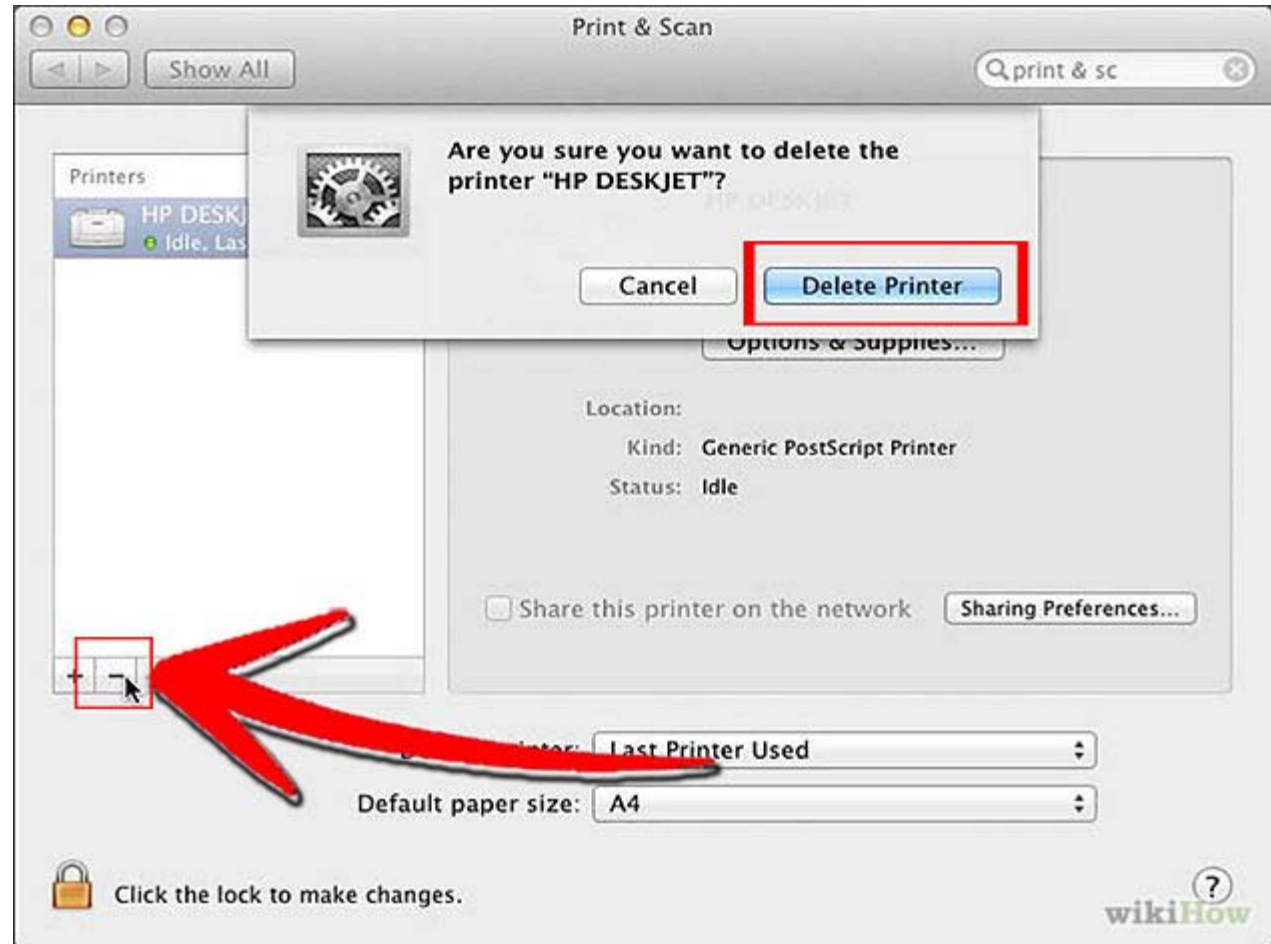 Print & Scan
Show All
print & sc
Are you sure you want to delete the
printer “HP DESKJET”?
Printers
HP DESKJ
HP DESKJET
Idle, Las
Cancel
Delete Printer
Options & Supplies...
Location:
Kind: Generic PostScript Printer
Status: Idle
Share this printer on the network
Sharing Preferences...
+ −
Last Printer Used
Default paper size: A4
Click the lock to make changes.
?
wikiHow